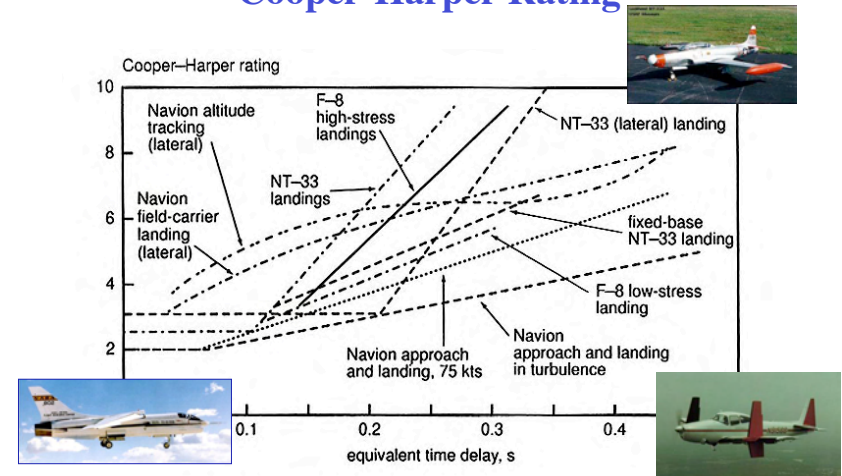 Cooper-Harper Rating
Cooper–Harper rating
10
8
6
4
2
Navion altitude
tracking
(lateral)
F–8
high-stress
landings
NT–33 (lateral) landing
NT–33
landings
Navion
field-carrier
landing
(lateral)
fixed-base
NT–33 landing
F–8 low-stress
landing
Navion approach
and landing, 75 kts
Navion
approach and landing
in turbulence
0.1
0.2
0.3
0.4
equivalent time delay, s